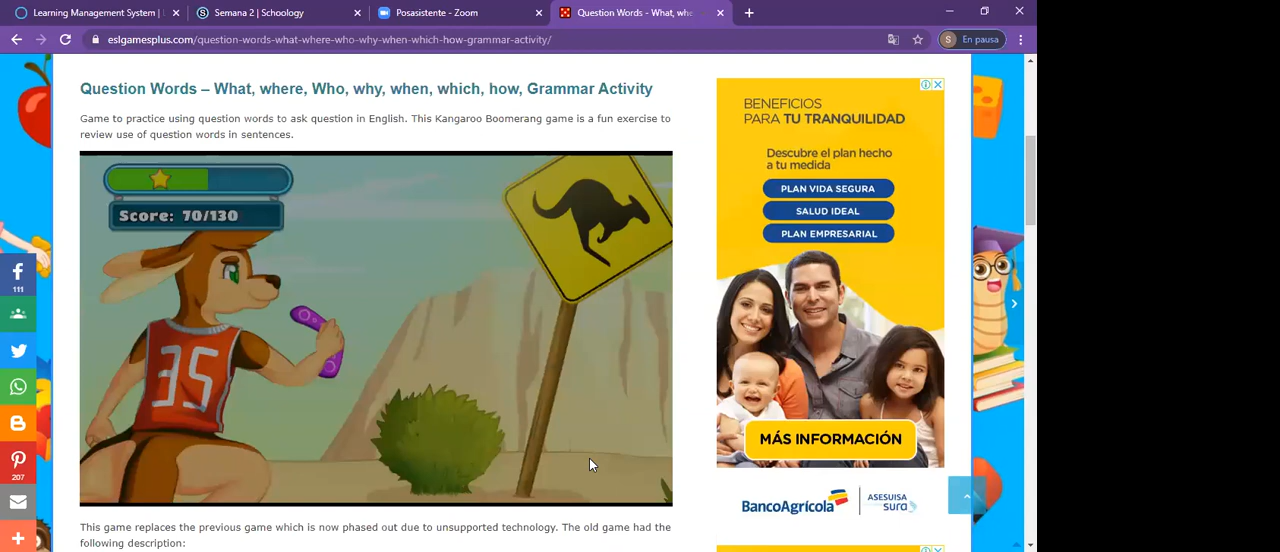 Learning Management System |
Semana 2 | Schoology
Posasistente - Zoom
Question Words - What, where
eslgamesplus.com/question-words-what-where-who-why-when-which-how-grammar-activity/
S
En pausa
Question Words – What, where, Who, why, when, which, how, Grammar Activity
Game to practice using question words to ask question in English. This Kangaroo Boomerang game is a fun exercise to
review use of question words in sentences.
Score: 70/130
35
111
207
This game replaces the previous game which is now phased out due to unsupported technology. The old game had the
following description:
BENEFICIOS
PARA TU TRANQUILIDAD
Descubre el plan hecho
a tu medida
PLAN VIDA SEGURA
SALUD IDEAL
PLAN EMPRESARIAL
MÁS INFORMACIÓN
BancoAgrícola
ASESUISA
sura